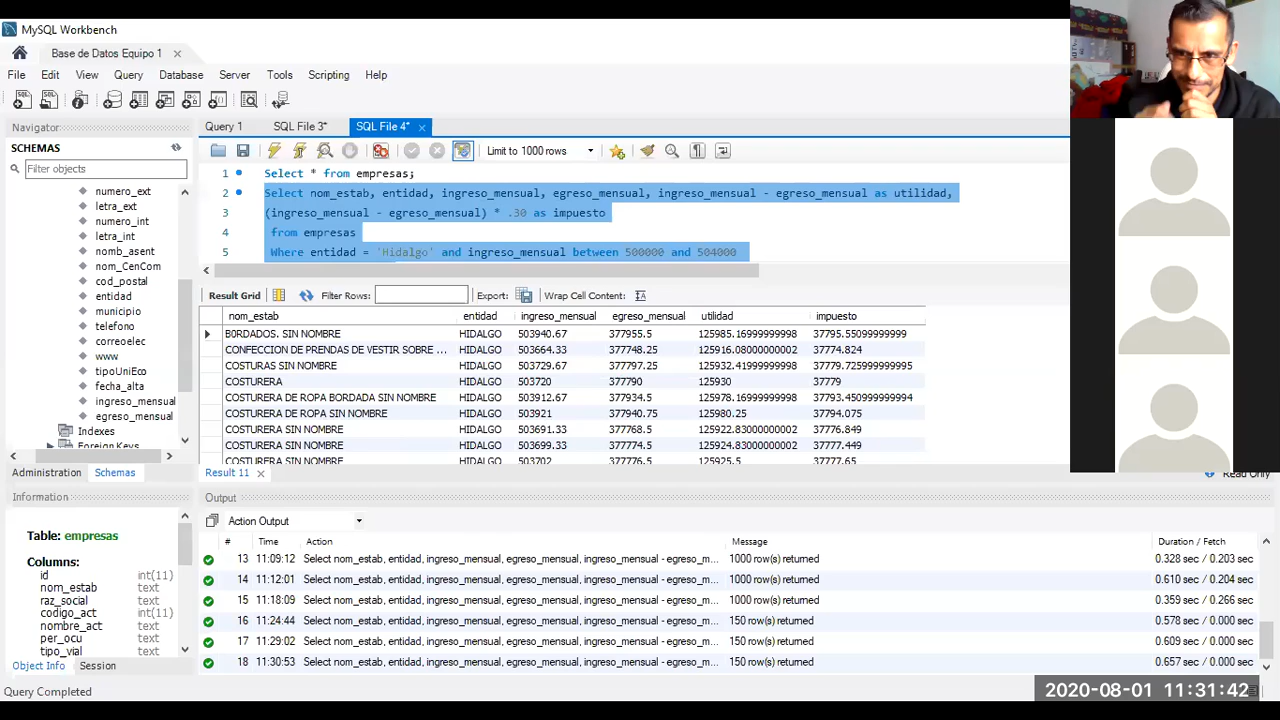 MySQL Workbench
Base de Datos Equipo 1
File Edit View Query Database Server Tools Scripting Help
Navigator
SCHEMAS
Filter objects
numero_ext
letra_ext
numero_int
letra_int
nomb_asent
nom_CenCom
cod_postal
entidad
municipio
telefono
correoelec
www
tipoUniEco
fecha_alta
ingreso_mensual
egreso_mensual
Indexes
Foreign Keys
Administration Schemas
Information
Table: empresas
Columns:
id int(11)
nom_estab text
raz_social text
codigo_act int(11)
nombre_act text
per_ocu text
tipo_vial text
Object Info Session
Query Completed
Query 1 SQL File 3* SQL File 4*
Limit to 1000 rows
1 Select * from empresas;
2 Select nom_estab, entidad, ingreso_mensual, egreso_mensual, ingreso_mensual - egreso_mensual as utilidad,
3 (ingreso_mensual - egreso_mensual) * .30 as impuesto
4 from empresas
5 Where entidad = 'Hidalgo' and ingreso_mensual between 500000 and 504000
Result Grid Filter Rows: Export: Wrap Cell Content:
nom_estab entidad ingreso_mensual egreso_mensual utilidad impuesto
BORDADOS. SIN NOMBRE HIDALGO 503940.67 377955.5 125985.16999999998 37795.55099999999
CONFECCION DE PRENDAS DE VESTIR SOBRE ... HIDALGO 503664.33 377748.25 125916.08000000002 37774.824
COSTURAS SIN NOMBRE HIDALGO 503729.67 377797.25 125932.41999999998 37779.725999999995
COSTURERA HIDALGO 503720 377790 125930 37779
COSTURERA DE ROPA BORDADA SIN NOMBRE HIDALGO 503912.67 377934.5 125978.16999999998 37793.450999999994
COSTURERA DE ROPA SIN NOMBRE HIDALGO 503921 377940.75 125980.25 37794.075
COSTURERA SIN NOMBRE HIDALGO 503691.33 377768.5 125922.83000000002 37776.849
COSTURERA SIN NOMBRE HIDALGO 503699.33 377774.5 125924.83000000002 37777.449
COSTURERA SIN NOMBRE HIDALGO 503702 377776.5 125925.5 37777.65
Result 11 Read Only
Output
Action Output
# Time Action Message Duration / Fetch
13 11:09:12 Select nom_estab, entidad, ingreso_mensual, egreso_mensual, ingreso_mensual - egreso_m... 1000 row(s) returned 0.328 sec / 0.203 sec
14 11:12:01 Select nom_estab, entidad, ingreso_mensual, egreso_mensual, ingreso_mensual - egreso_m... 1000 row(s) returned 0.610 sec / 0.204 sec
15 11:18:09 Select nom_estab, entidad, ingreso_mensual, egreso_mensual, ingreso_mensual - egreso_m... 1000 row(s) returned 0.359 sec / 0.266 sec
16 11:24:44 Select nom_estab, entidad, ingreso_mensual, egreso_mensual, ingreso_mensual - egreso_m... 150 row(s) returned 0.578 sec / 0.000 sec
17 11:29:02 Select nom_estab, entidad, ingreso_mensual, egreso_mensual, ingreso_mensual - egreso_m... 150 row(s) returned 0.609 sec / 0.000 sec
18 11:30:53 Select nom_estab, entidad, ingreso_mensual, egreso_mensual, ingreso_mensual - egreso_m... 150 row(s) returned 0.657 sec / 0.000 sec
2020-08-01 11:31:42